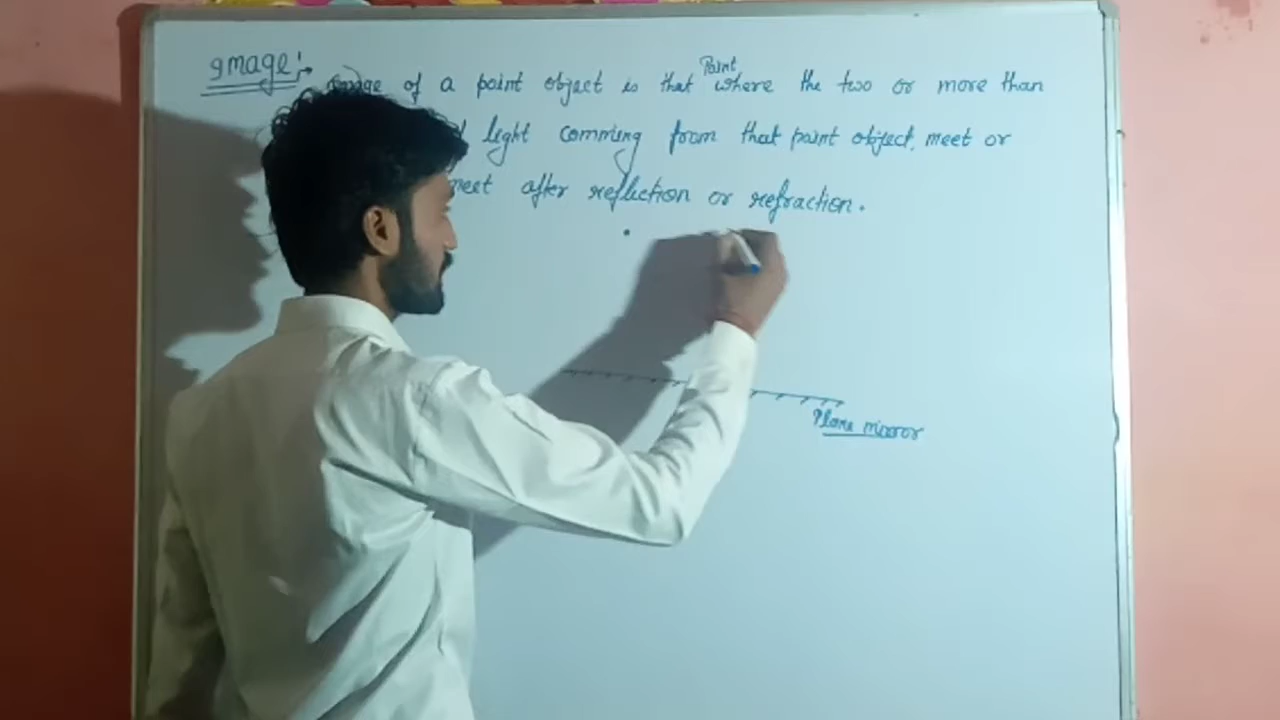 Image:→ Image of a point object is that Point where the two or more than
light comming from that point object, meet or
meet after reflection or refraction.
Plane mirror